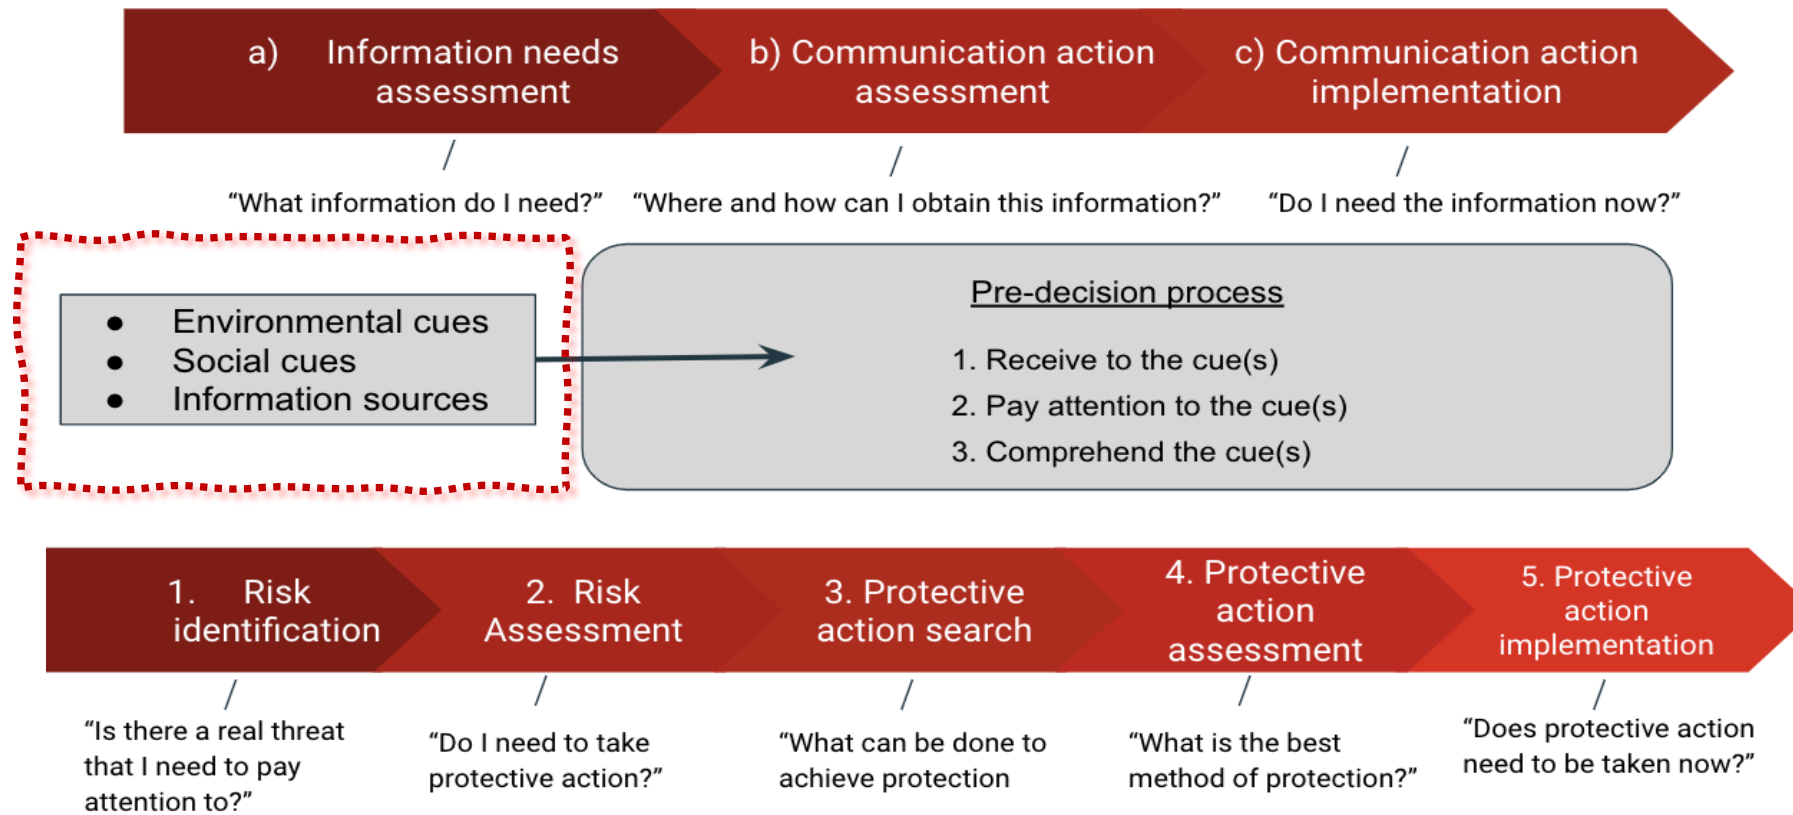 a) Information needs
assessment
b) Communication action
assessment
c) Communication action
implementation
“What information do I need?”
“Where and how can I obtain this information?”
“Do I need the information now?”
● Environmental cues
● Social cues
● Information sources
Pre-decision process
1. Receive to the cue(s)
2. Pay attention to the cue(s)
3. Comprehend the cue(s)
1. Risk
identification
2. Risk
Assessment
3. Protective
action search
4. Protective
action
assessment
5. Protective
action
implementation
“Is there a real threat
that I need to pay
attention to?”
“Do I need to take
protective action?”
“What can be done to
achieve protection
“What is the best
method of protection?”
“Does protective action
need to be taken now?”